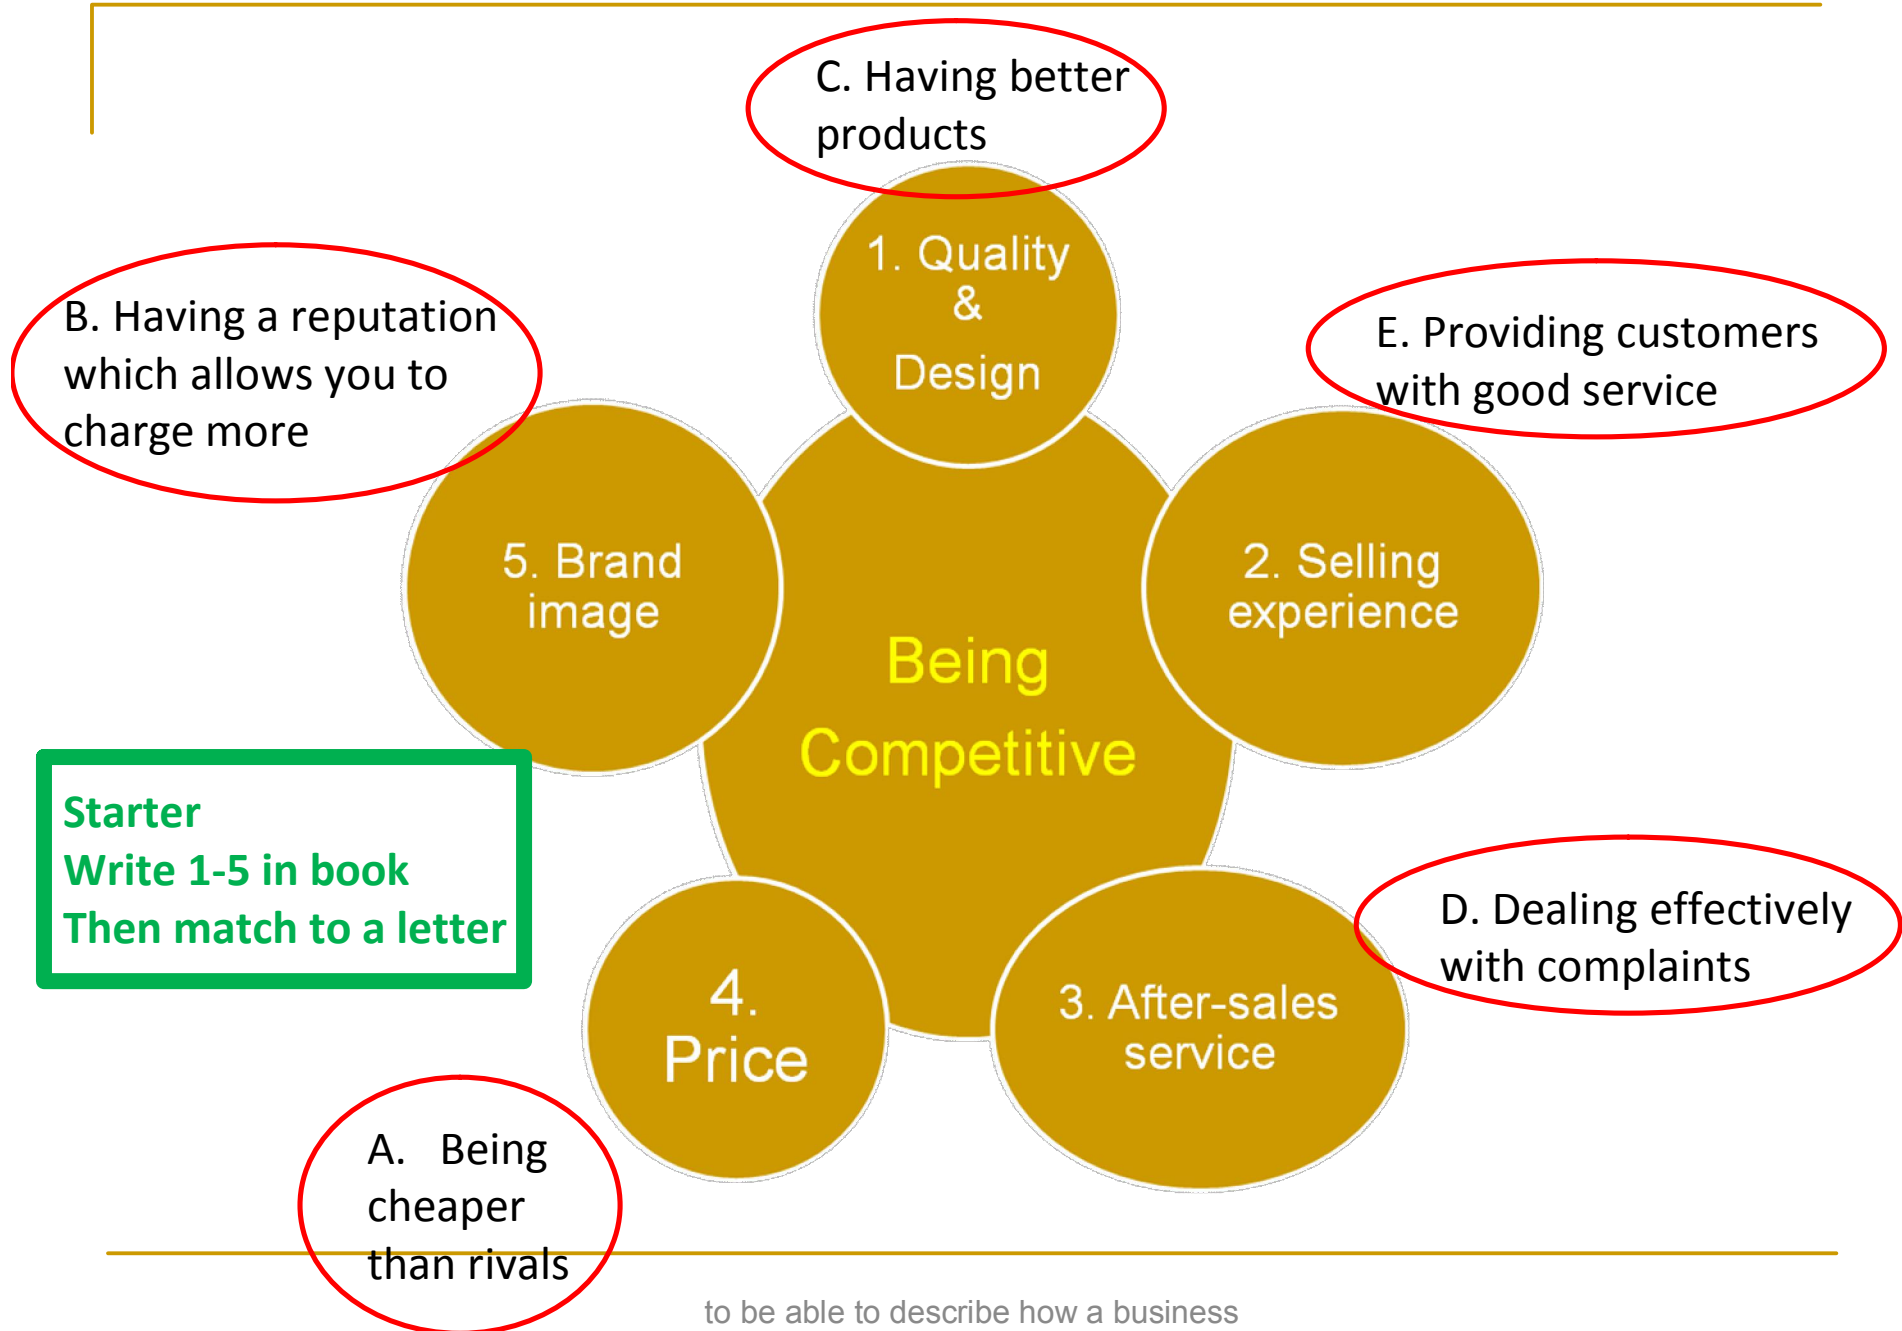 C. Having better
products
1. Quality
&
Design
B. Having a reputation
which allows you to
charge more
E. Providing customers
with good service
5. Brand
image
2. Selling
experience
Being
Competitive
Starter
Write 1-5 in book
Then match to a letter
D. Dealing effectively
with complaints
4.
Price
3. After-sales
service
A. Being
cheaper
than rivals
to be able to describe how a business